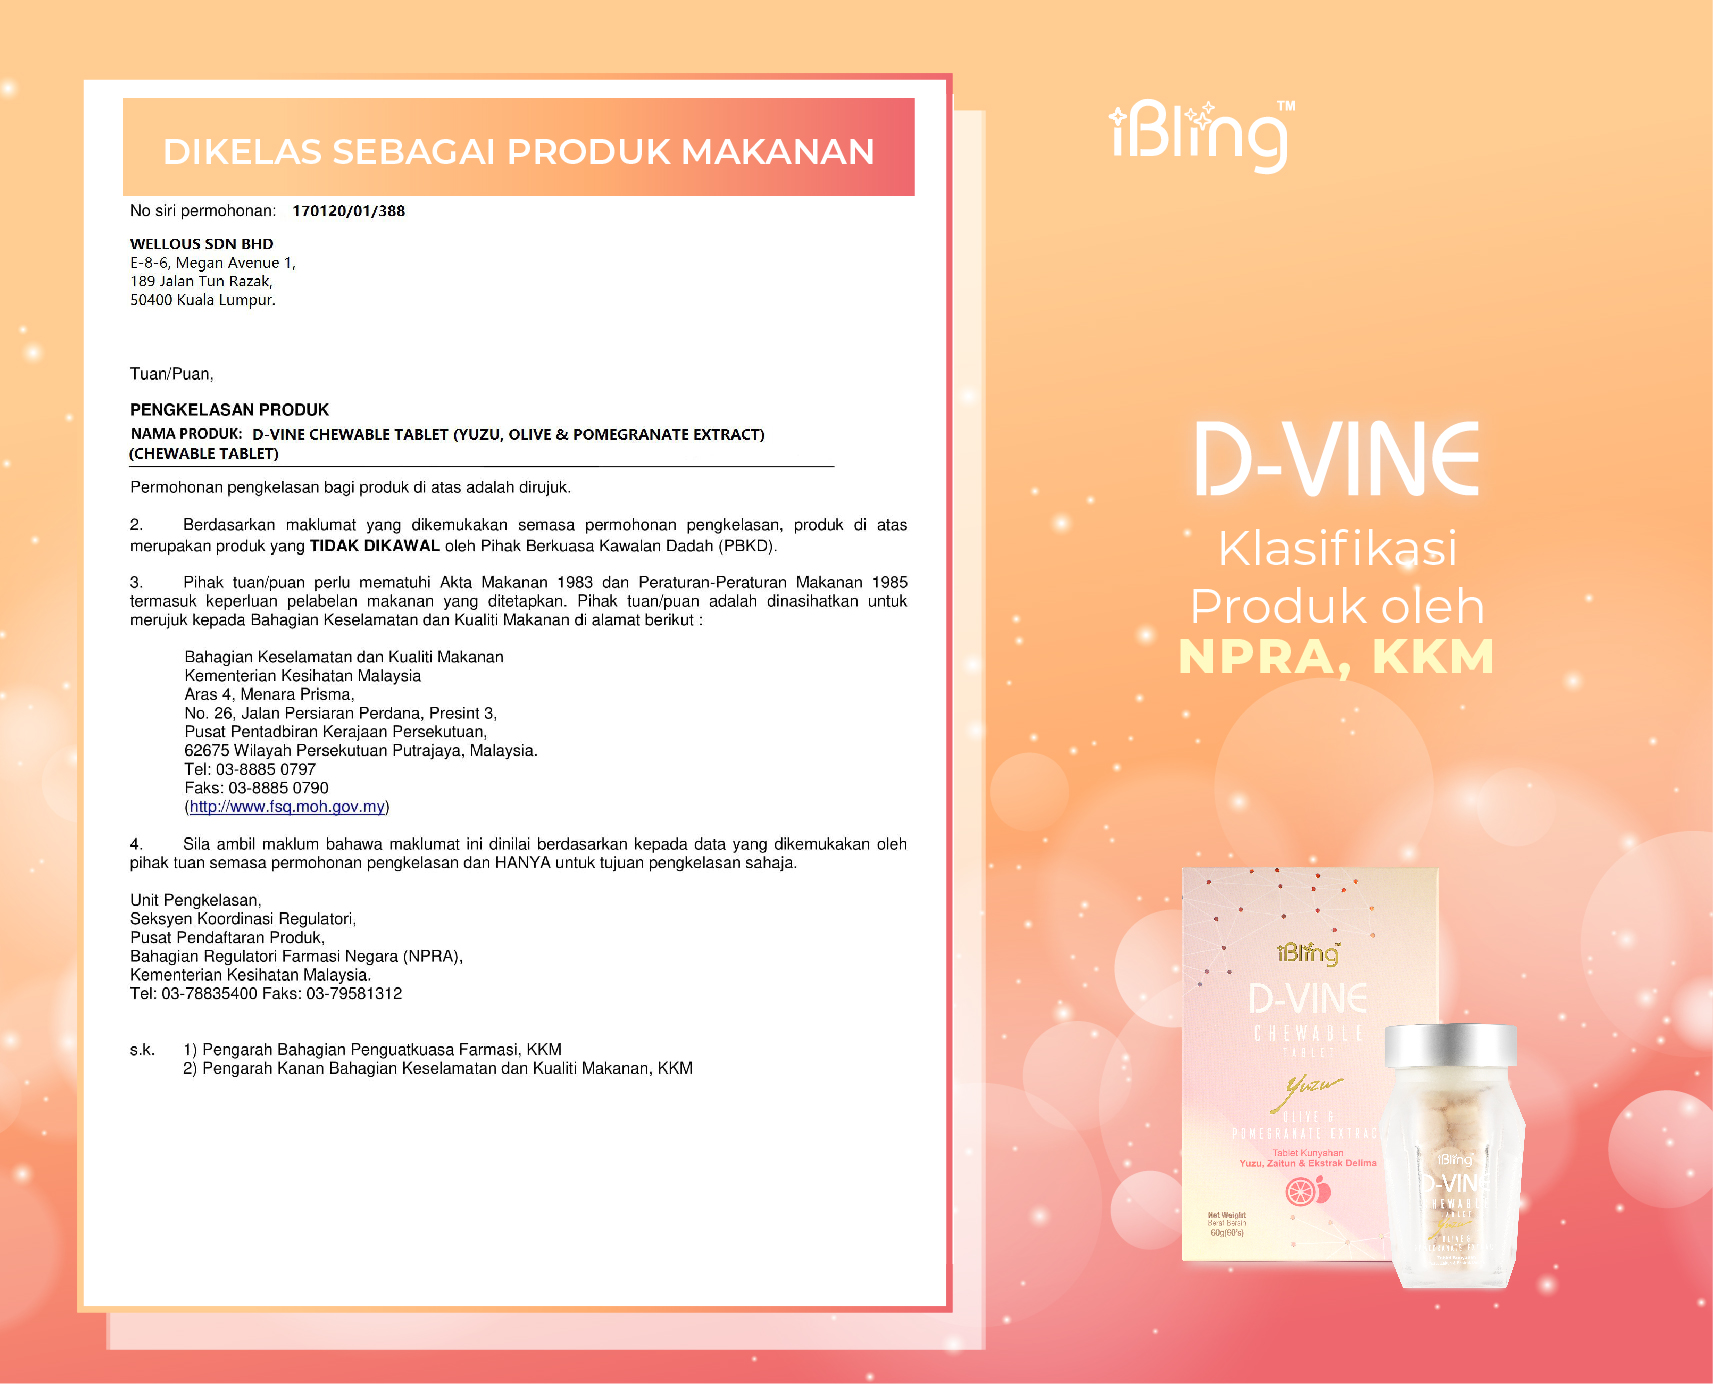 DIKELAS SEBAGAI PRODUK MAKANAN
No siri permohonan: 170120/01/388
WELLOUS SDN BHD
E-8-6, Megan Avenue 1,
189 Jalan Tun Razak,
50400 Kuala Lumpur.
Tuan/Puan,
PENGKELASAN PRODUK
NAMA PRODUK: D-VINE CHEWABLE TABLET (YUZU, OLIVE & POMEGRANATE EXTRACT)
(CHEWABLE TABLET)
Permohonan pengkelasan bagi produk di atas adalah dirujuk.
2. Berdasarkan maklumat yang dikemukakan semasa permohonan pengkelasan, produk di atas
merupakan produk yang TIDAK DIKAWAL oleh Pihak Berkuasa Kawalan Dadah (PBKD).
3. Pihak tuan/puan perlu mematuhi Akta Makanan 1983 dan Peraturan-Peraturan Makanan 1985
termasuk keperluan pelabelan makanan yang ditetapkan. Pihak tuan/puan adalah dinasihatkan untuk
merujuk kepada Bahagian Keselamatan dan Kualiti Makanan di alamat berikut :
Bahagian Keselamatan dan Kualiti Makanan
Kementerian Kesihatan Malaysia
Aras 4, Menara Prisma,
No. 26, Jalan Persiaran Perdana, Presint 3,
Pusat Pentadbiran Kerajaan Persekutuan,
62675 Wilayah Persekutuan Putrajaya, Malaysia.
Tel: 03-8885 0797
Faks: 03-8885 0790
(http://www.fsq.moh.gov.my)
4. Sila ambil maklum bahawa maklumat ini dinilai berdasarkan kepada data yang dikemukakan oleh
pihak tuan semasa permohonan pengkelasan dan HANYA untuk tujuan pengkelasan sahaja.
Unit Pengkelasan,
Seksyen Koordinasi Regulatori,
Pusat Pendaftaran Produk,
Bahagian Regulatori Farmasi Negara (NPRA),
Kementerian Kesihatan Malaysia.
Tel: 03-78835400 Faks: 03-79581312
s.k. 1) Pengarah Bahagian Penguatkuasa Farmasi, KKM
2) Pengarah Kanan Bahagian Keselamatan dan Kualiti Makanan, KKM
iBling™
D-VINE
Klasifikasi
Produk oleh
NPRA, KKM
iBling™
D-VINE
CHEWABLE
TABLET
Yuzu
OLIVE &
POMEGRANATE EXTRAC
Tablet Kunyahan
Yuzu, Zaitun & Ekstrak Delima
Net Weight
Berat Bersih
60g(60's)
iBling
D-VINE
CHEWABLE
TABLET
Yuzu
OLIVE &